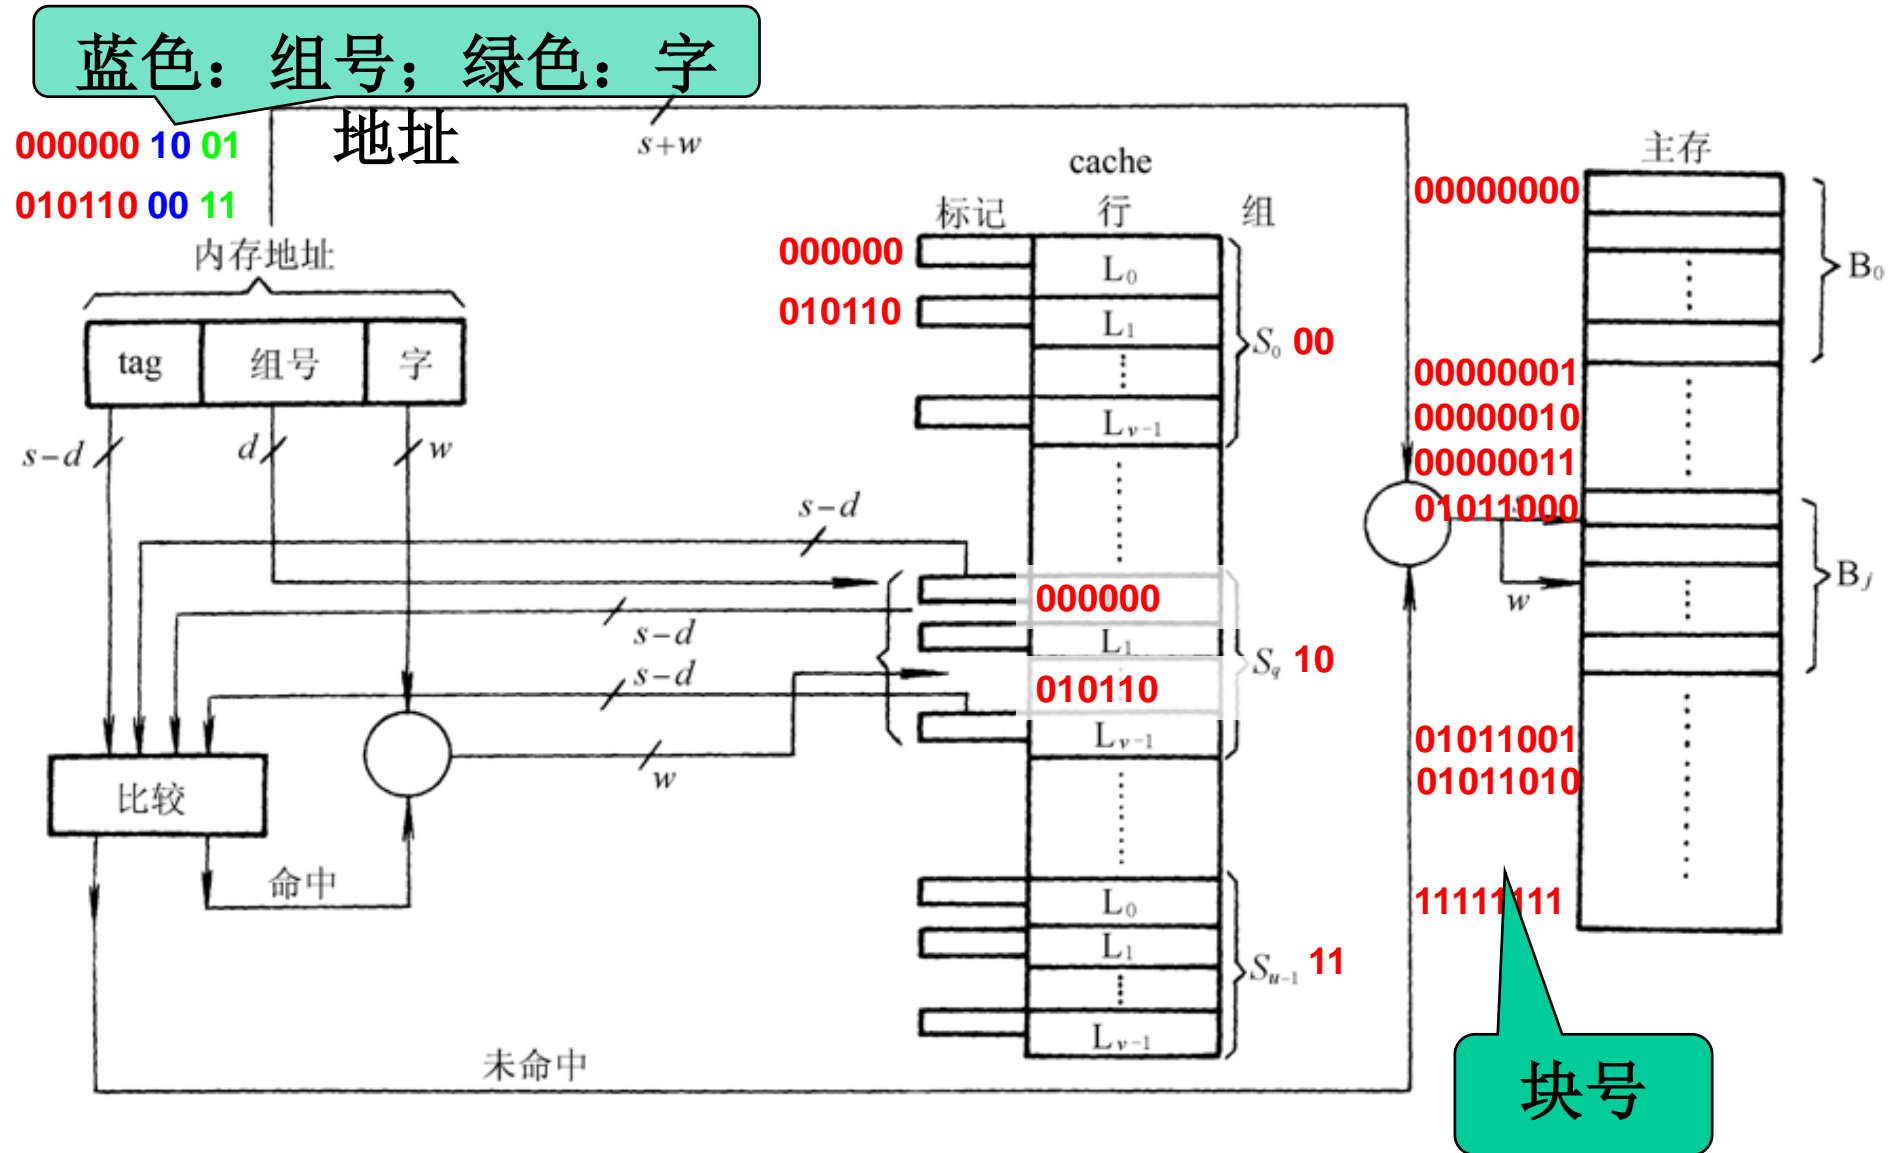 蓝色：组号；绿色：字
地址
000000 10 01
010110 00 11
s+w
cache
主存
标记
行
组
内存地址
tag
组号
字
s-d
d
w
000000
L0
010110
L1
Lv-1
S0 00
00000000
B0
00000001
00000010
00000011
01011000
s-d
s-d
s-d
000000
L1
010110
Lv-1
Sq 10
w
Bj
01011001
01011010
11111111
比较
w
命中
未命中
L0
L1
Lv-1
Su-1 11
块号